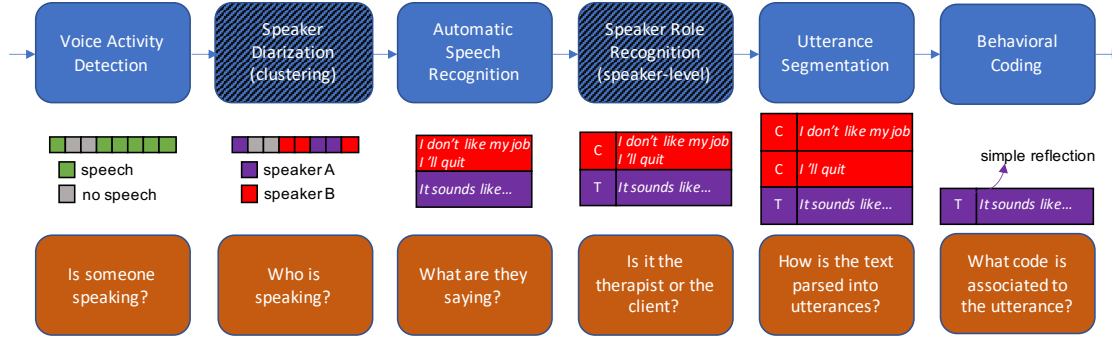 Voice Activity
Detection
Speaker
Diarization
(clustering)
Automatic
Speech
Recognition
Speaker Role
Recognition
(speaker-level)
Utterance
Segmentation
Behavioral
Coding
speech
no speech
speaker A
speaker B
I don't like my job
I 'll quit
It sounds like…
C
I don't like my job
I 'll quit
T
It sounds like…
C
I don't like my job
C
I 'll quit
T
It sounds like…
simple reflection
T
It sounds like…
Is someone
speaking?
Who is
speaking?
What are they
saying?
Is it the
therapist or the
client?
How is the text
parsed into
utterances?
What code is
associated to
the utterance?